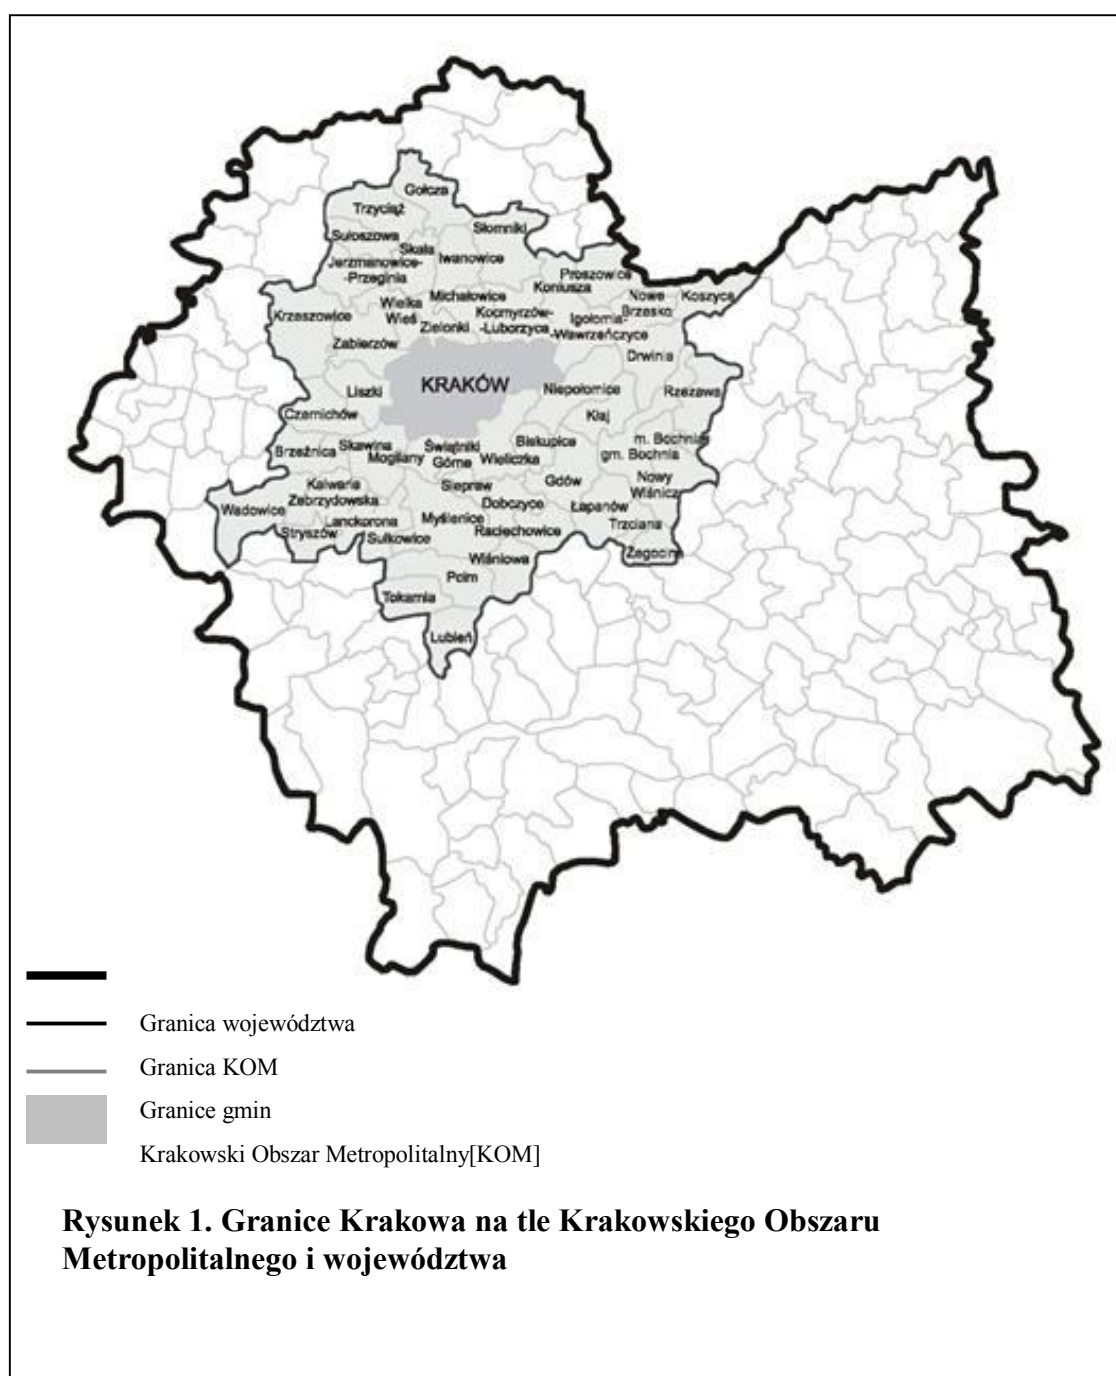 Gołcza
Trzyciąż
Słomniki
Sułoszowa
Skała
Iwanowice
Jerzmanowice-
-Przeginia
Proszowice
Koniusza
Wielka
Wieś
Michałowice
Nowe
Brzesko
Koszyce
Krzeszowice
Kocmyrzów-
-Luborzyca
Igołomia-
-Wawrzeńczyce
Zielonki
Zabierzów
Drwinia
KRAKÓW
Liszki
Niepołomice
Rzezawa
Czernichów
Kłaj
Brzeźnica
Skawina
Mogilany
Świątniki
Górne
Wieliczka
Biskupice
m. Bochnia
gm. Bochnia
Kalwaria
Zebrzydowska
Siepraw
Gdów
Nowy
Wiśnicz
Wadowice
Lanckorona
Dobczyce
Łapanów
Stryszów
Sułkowice
Myślenice
Raciechowice
Trzciana
Wiśniowa
Żegocina
Pcim
Tokarnia
Lubień
Granica województwa
Granica KOM
Granice gmin
Krakowski Obszar Metropolitalny[KOM]
Rysunek 1. Granice Krakowa na tle Krakowskiego Obszaru
Metropolitalnego i województwa